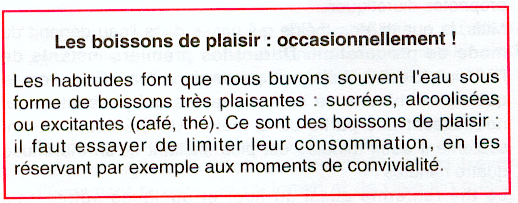 Les boissons de plaisir : occasionnellement !
Les habitudes font que nous buvons souvent l'eau sous
forme de boissons très plaisantes : sucrées, alcoolisées
ou excitantes (café, thé). Ce sont des boissons de plaisir :
il faut essayer de limiter leur consommation, en les
réservant par exemple aux moments de convivialité.